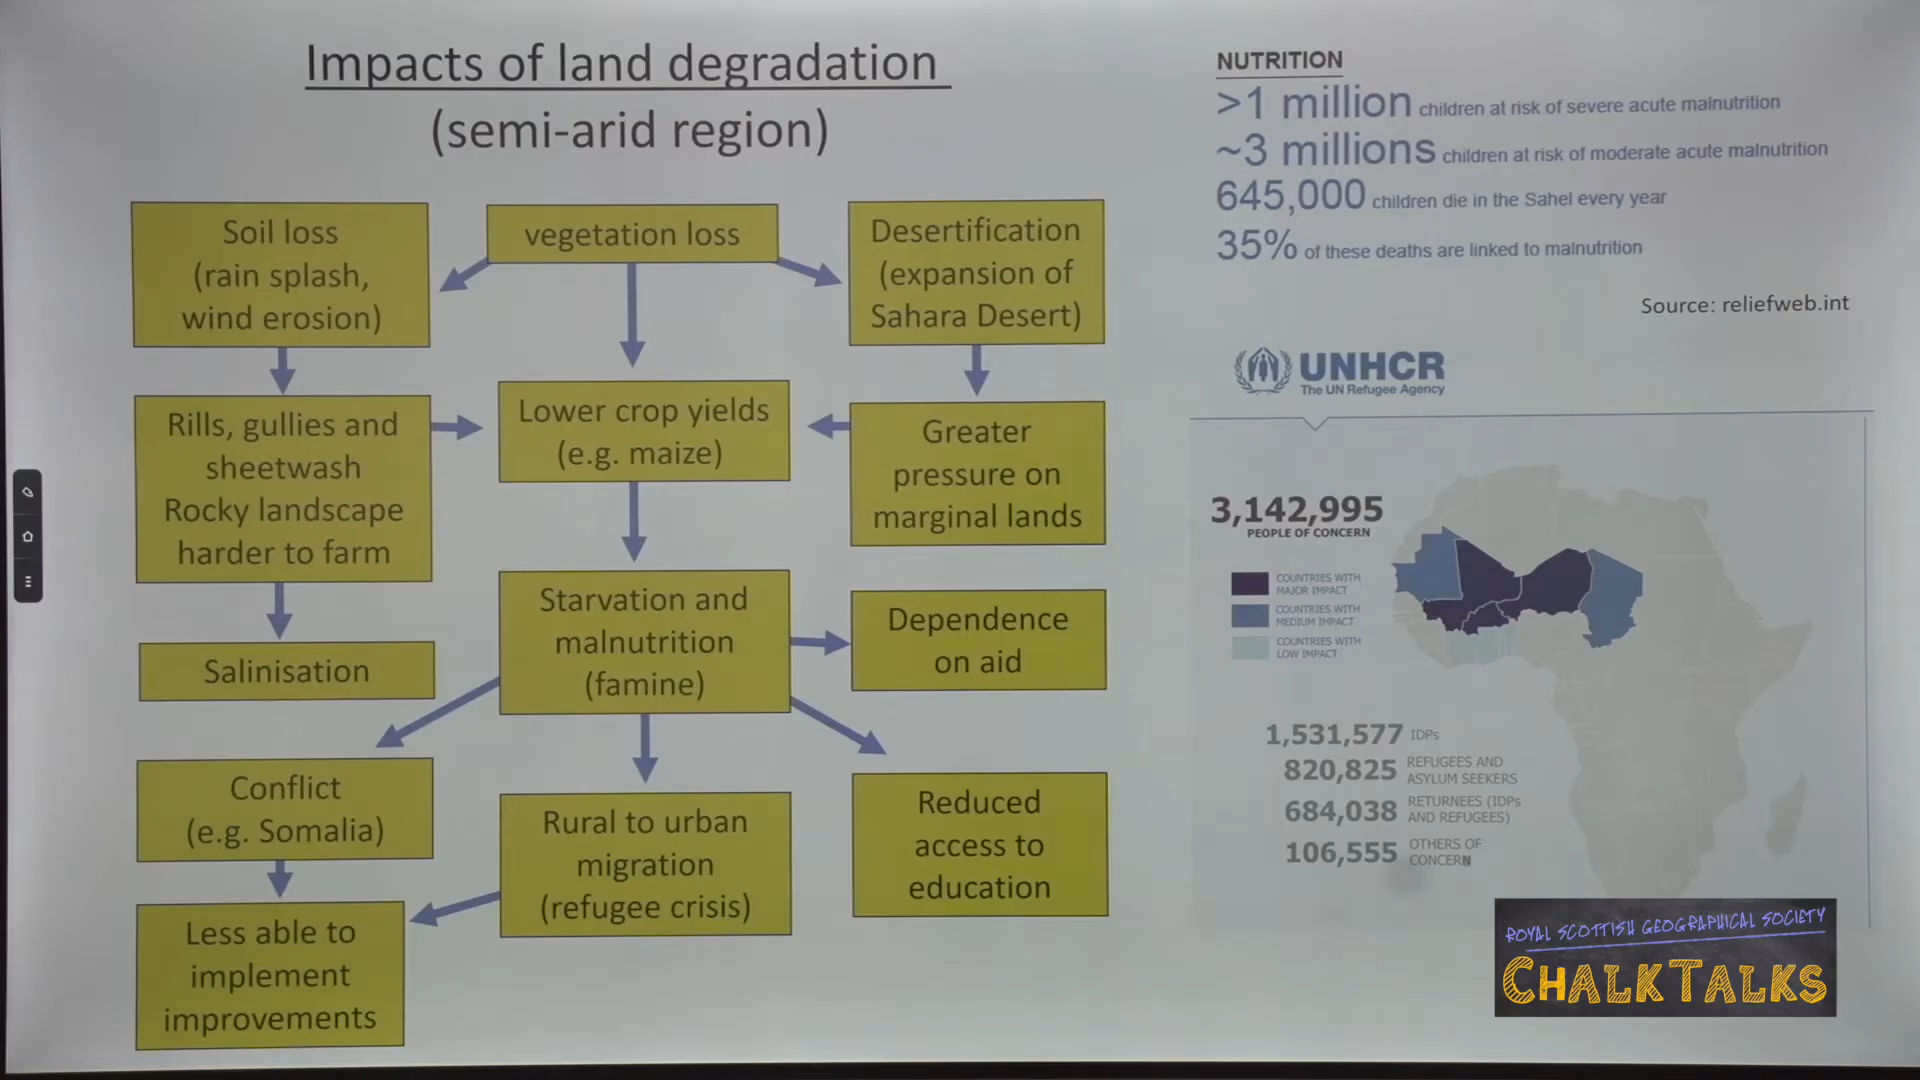 Impacts of land degradation
(semi-arid region)
Soil loss
(rain splash,
wind erosion)
vegetation loss
Desertification
(expansion of
Sahara Desert)
Rills, gullies and
sheetwash
Rocky landscape
harder to farm
Lower crop yields
(e.g. maize)
Greater
pressure on
marginal lands
Salinisation
Starvation and
malnutrition
(famine)
Dependence
on aid
Conflict
(e.g. Somalia)
Rural to urban
migration
(refugee crisis)
Reduced
access to
education
Less able to
implement
improvements
NUTRITION
>1 million children at risk of severe acute malnutrition
~3 millions children at risk of moderate acute malnutrition
645,000 children die in the Sahel every year
35% of these deaths are linked to malnutrition
Source: reliefweb.int
UNHCR
The UN Refugee Agency
3,142,995
PEOPLE OF CONCERN
COUNTRIES WITH
MAJOR IMPACT
COUNTRIES WITH
MEDIUM IMPACT
COUNTRIES WITH
LOW IMPACT
1,531,577 IDPs
820,825 REFUGEES AND
ASYLUM SEEKERS
684,038 RETURNEES (IDPs
AND REFUGEES)
106,555 OTHERS OF
CONCERN
ROYAL SCOTTISH GEOGRAPHICAL SOCIETY
CHALKTALKS